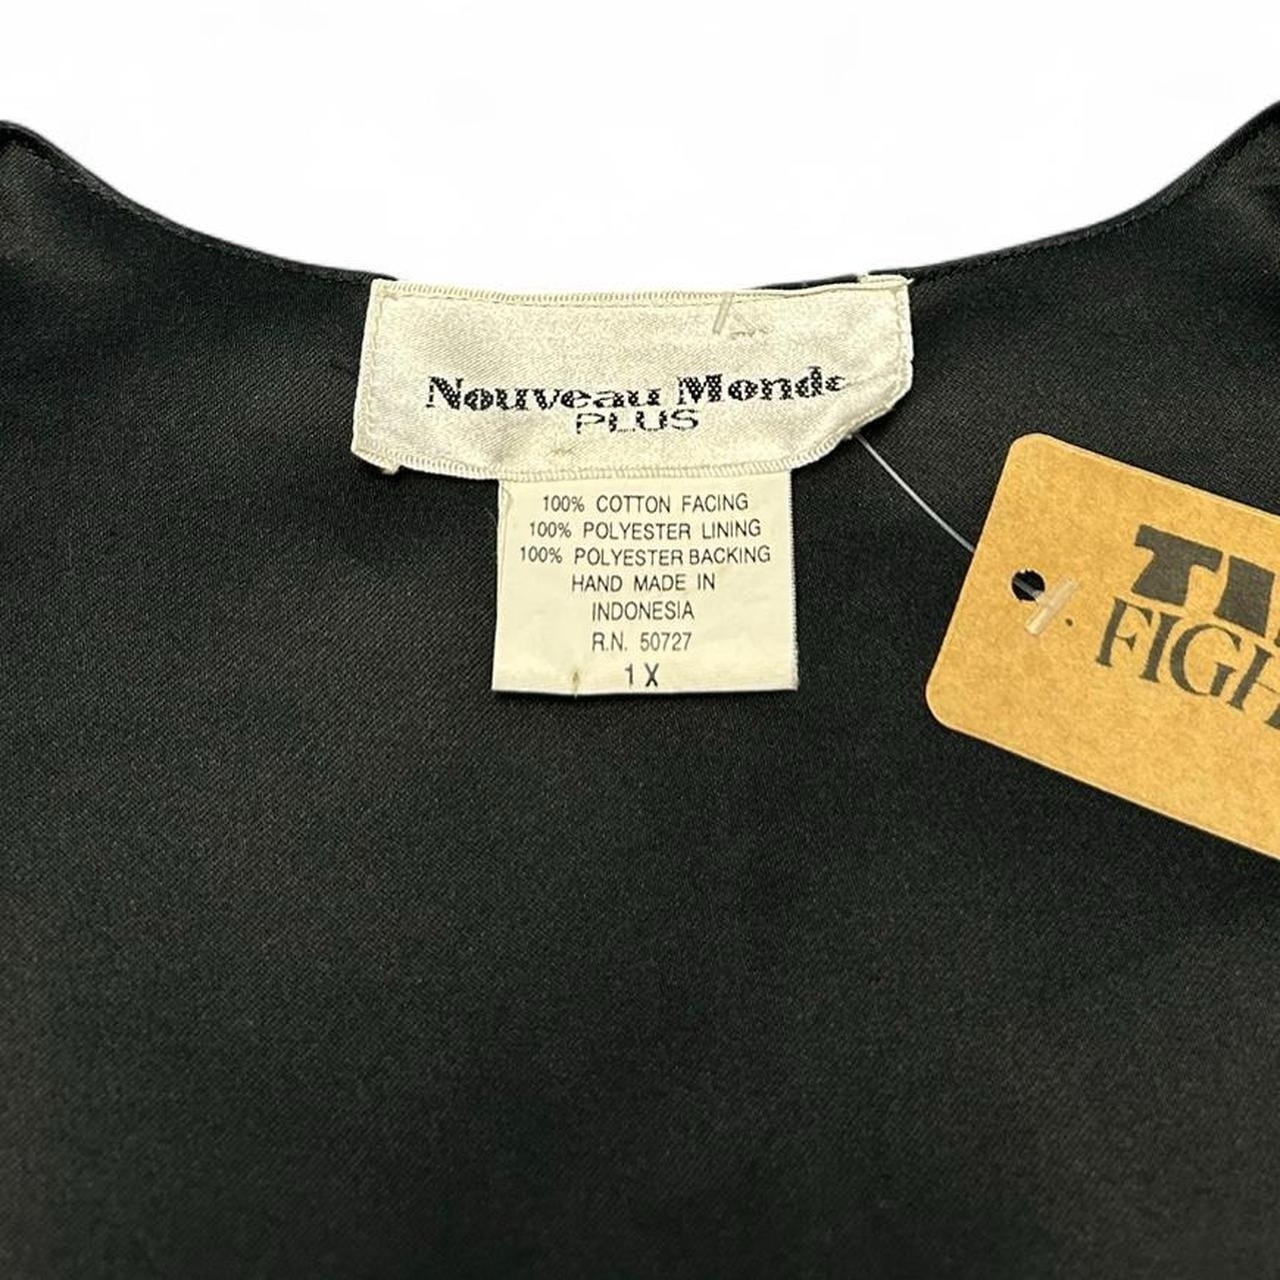 Nouveau Monde
PLUS
100% COTTON FACING
100% POLYESTER LINING
100% POLYESTER BACKING
HAND MADE IN
INDONESIA
R.N. 50727
1X